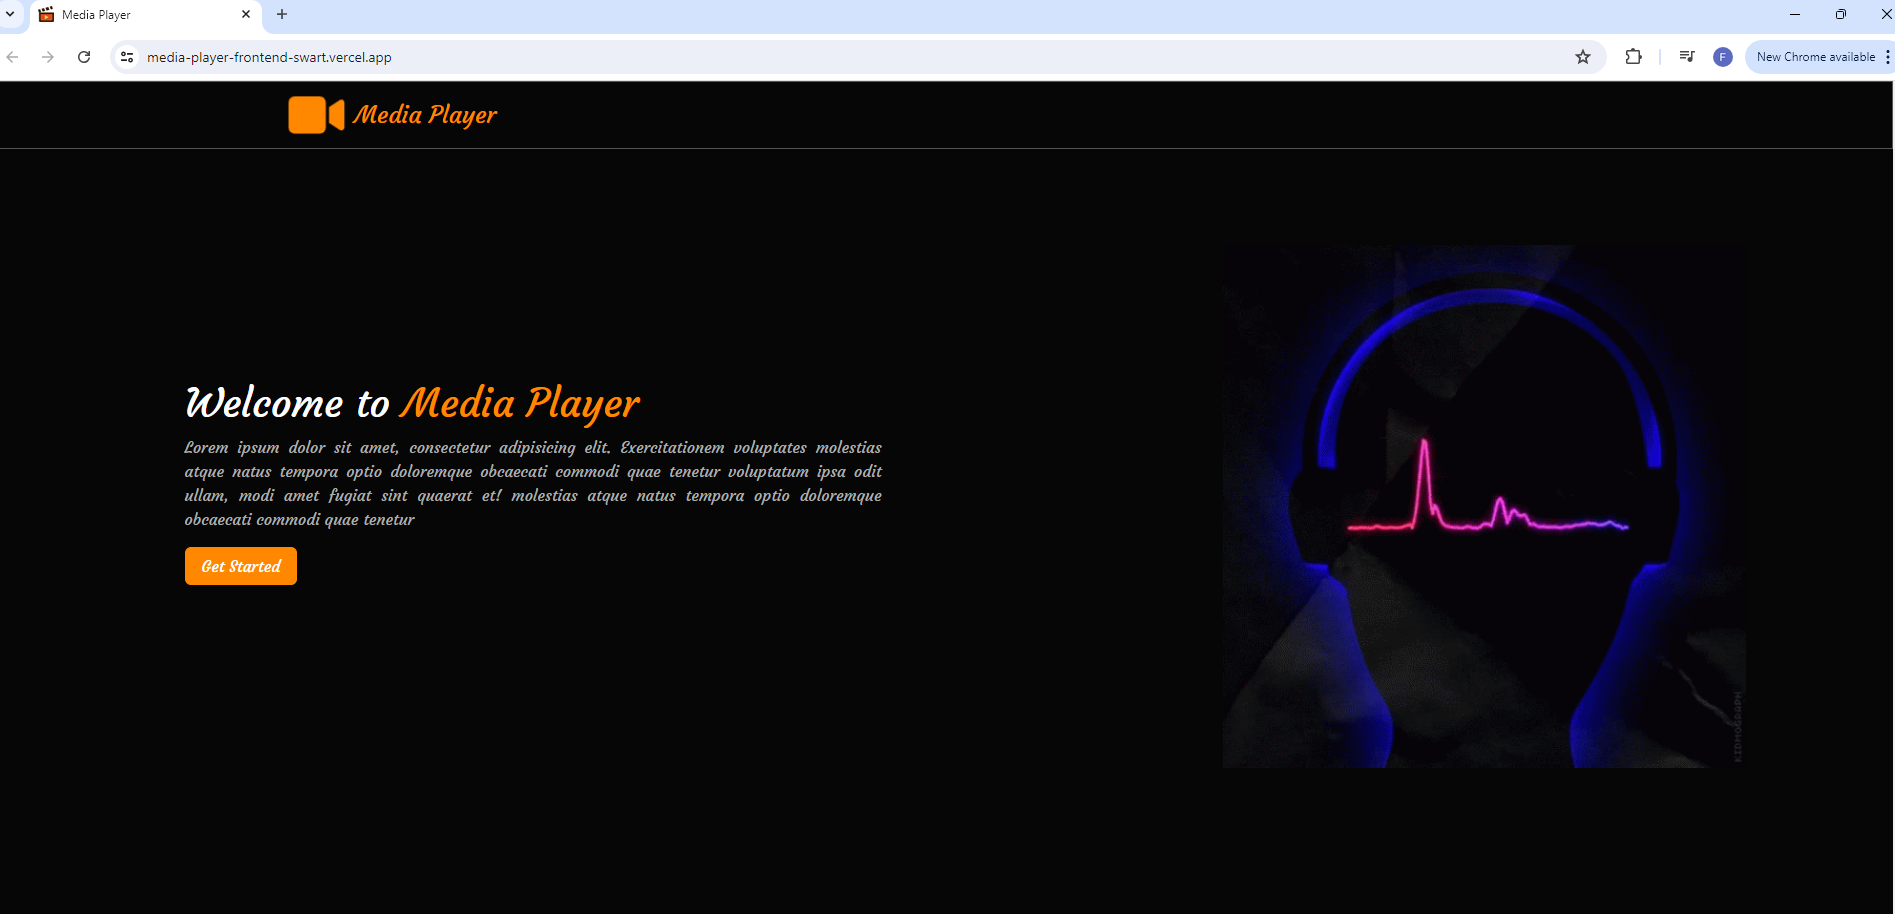 Media Player
media-player-frontend-swart.vercel.app
F
New Chrome available
Media Player
Welcome to Media Player
Lorem ipsum dolor sit amet, consectetur adipisicing elit. Exercitationem voluptates molestias
atque natus tempora optio doloremque obcaecati commodi quae tenetur voluptatum ipsa odit
ullam, modi amet fugiat sint quaerat et! molestias atque natus tempora optio doloremque
obcaecati commodi quae tenetur
Get Started
KIDMOGRAPH